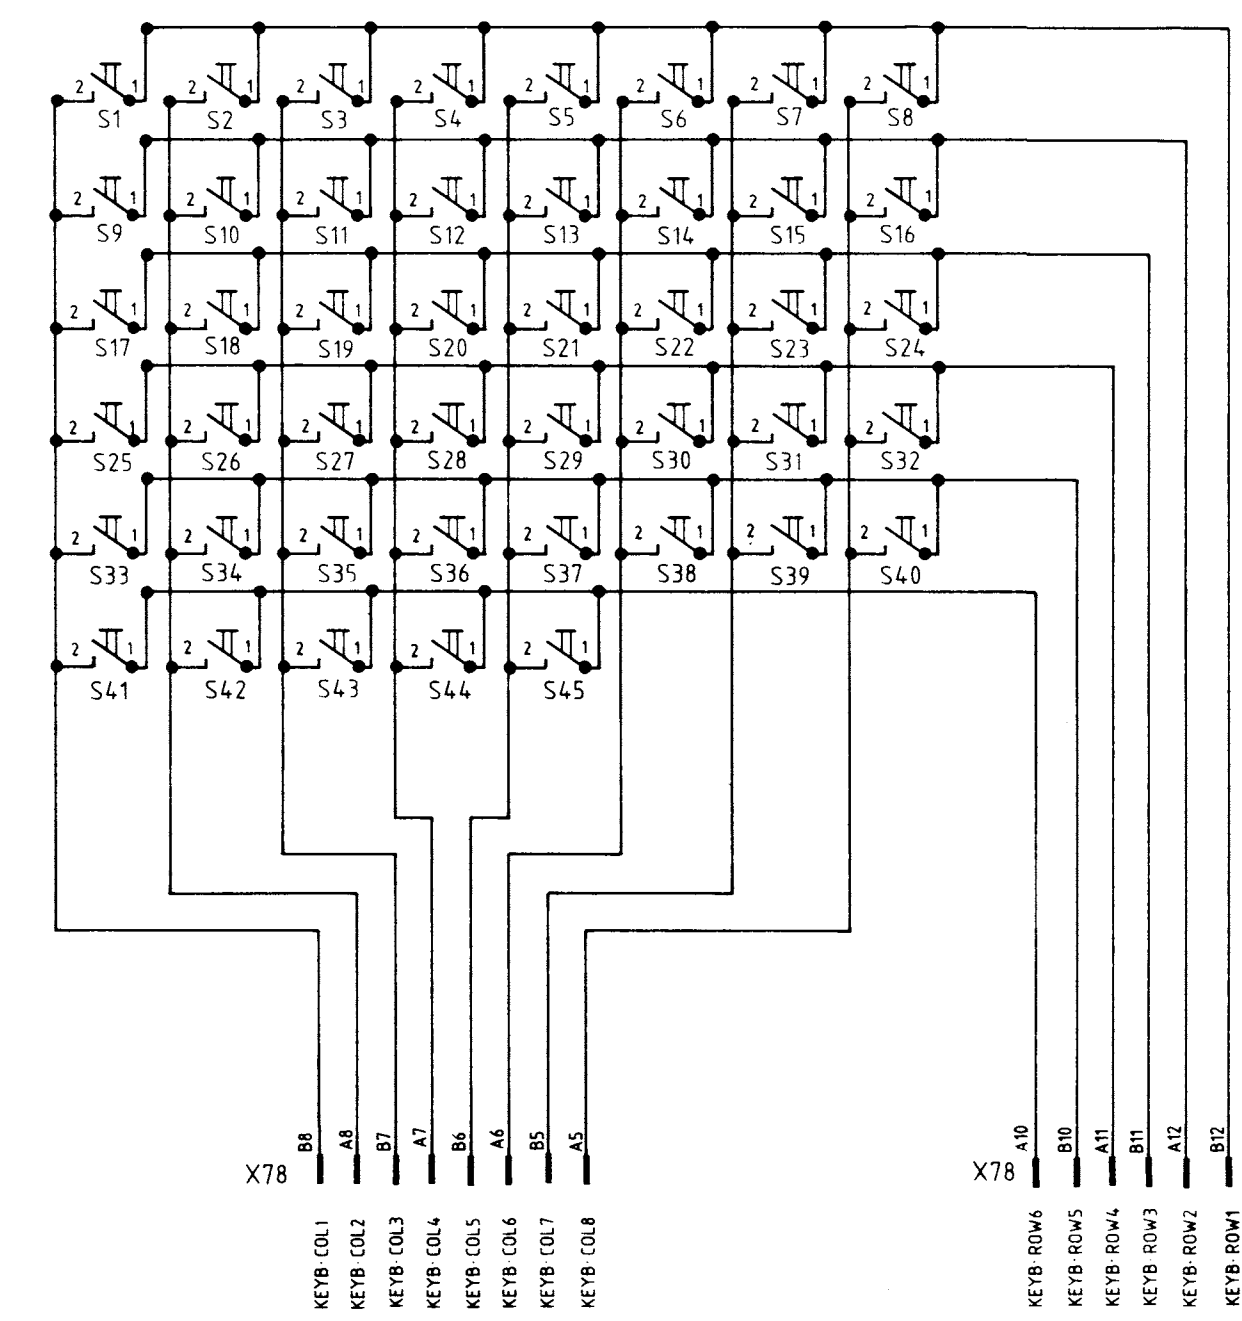 2 1 2 1 2 1 2 1 2 1 2 1 2 1 2 1
S1 S2 S3 S4 S5 S6 S7 S8
2 1 2 1 2 1 2 1 2 1 2 1 2 1 2 1
S9 S10 S11 S12 S13 S14 S15 S16
2 1 2 1 2 1 2 1 2 1 2 1 2 1 2 1
S17 S18 S19 S20 S21 S22 S23 S24
2 1 2 1 2 1 2 1 2 1 2 1 2 1 2 1
S25 S26 S27 S28 S29 S30 S31 S32
2 1 2 1 2 1 2 1 2 1 2 1 2 1 2 1
S33 S34 S35 S36 S37 S38 S39 S40
2 1 2 1 2 1 2 1 2 1
S41 S42 S43 S44 S45
B8 A8 B7 A7 B6 A6 B5 A5
X78
KEYB·COL1
KEYB·COL2
KEYB·COL3
KEYB·COL4
KEYB·COL5
KEYB·COL6
KEYB·COL7
KEYB·COL8
A10 B10 A11 B11 A12 B12
X78
KEYB·ROW6
KEYB·ROW5
KEYB·ROW4
KEYB·ROW3
KEYB·ROW2
KEYB·ROW1